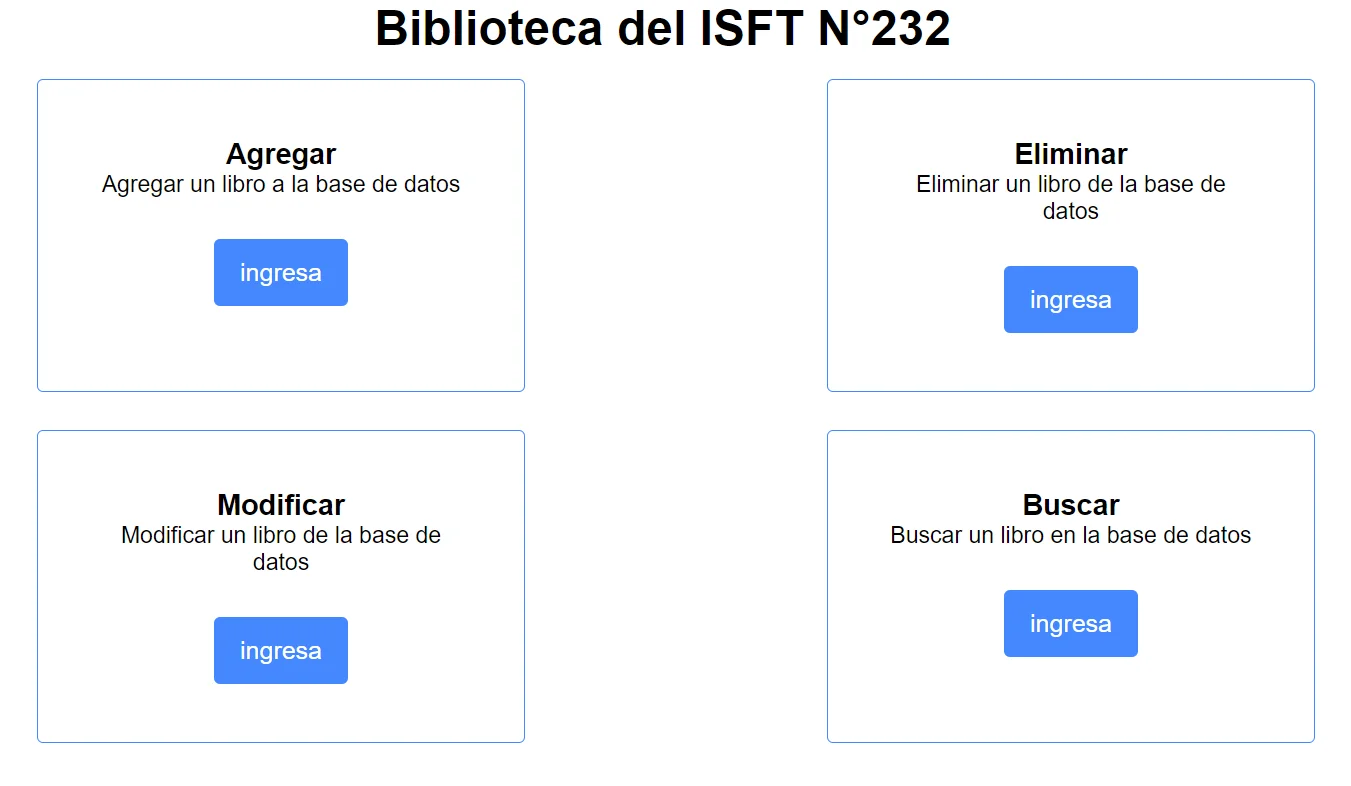 Biblioteca del ISFT N°232
Agregar
Agregar un libro a la base de datos
ingresa
Eliminar
Eliminar un libro de la base de
datos
ingresa
Modificar
Modificar un libro de la base de
datos
ingresa
Buscar
Buscar un libro en la base de datos
ingresa